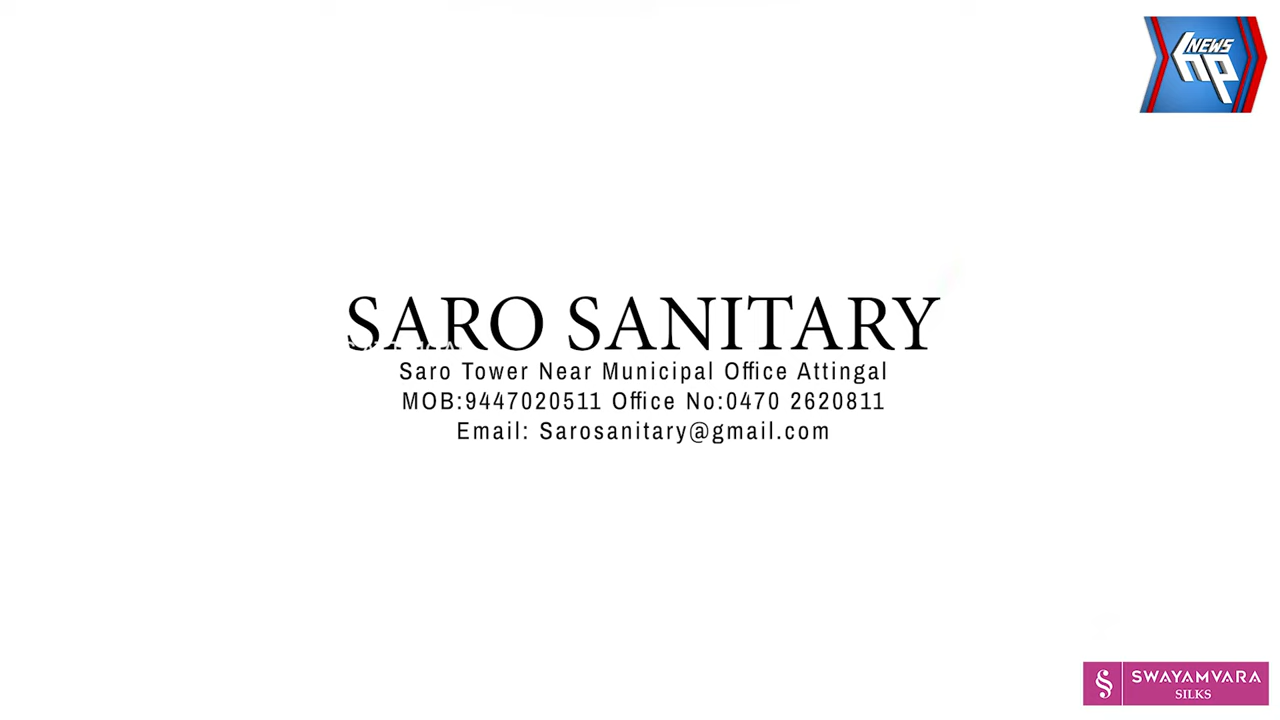 NEWS
np
SARO SANITARY
Saro Tower Near Municipal Office Attingal
MOB:9447020511 Office No:0470 2620811
Email: Sarosanitary@gmail.com
SWAYAMVARA
SILKS